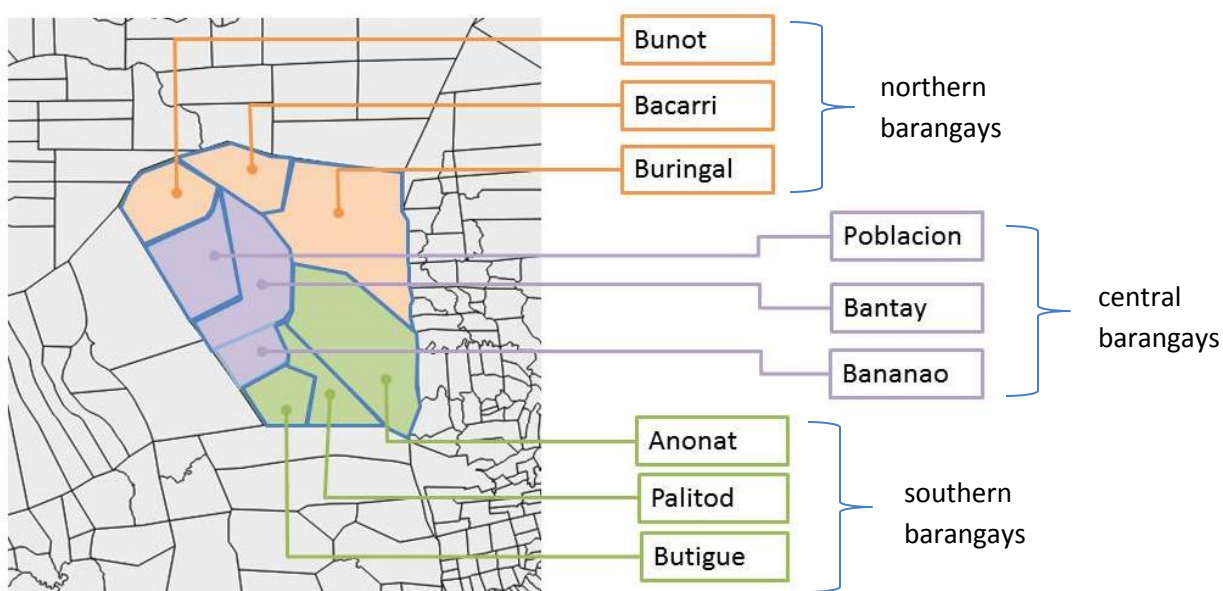 Bunot
Bacarri
Buringal
northern
barangays
Poblacion
Bantay
Bananao
central
barangays
Anonat
Palitod
Butigue
southern
barangays